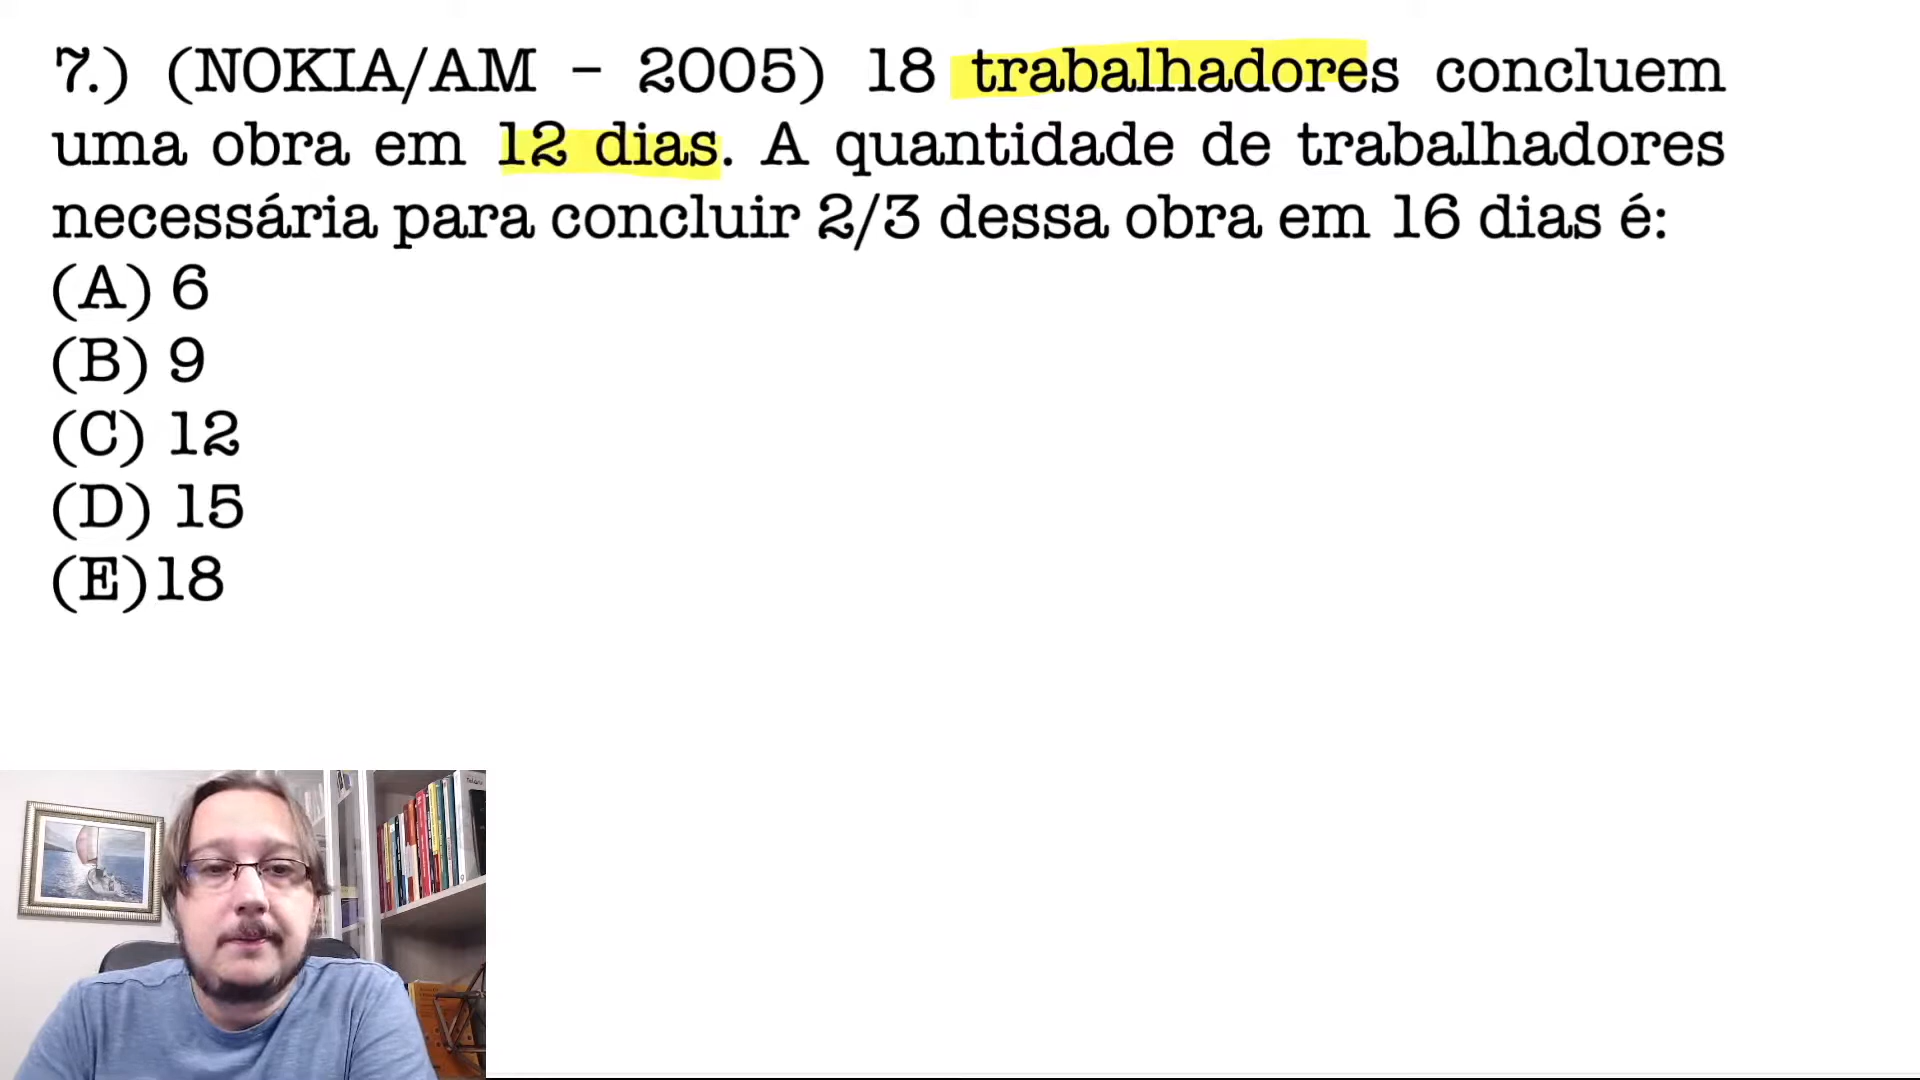 7.) (NOKIA/AM - 2005) 18 trabalhadores concluem
uma obra em 12 dias. A quantidade de trabalhadores
necessária para concluir 2/3 dessa obra em 16 dias é:
(A) 6
(B) 9
(C) 12
(D) 15
(E)18